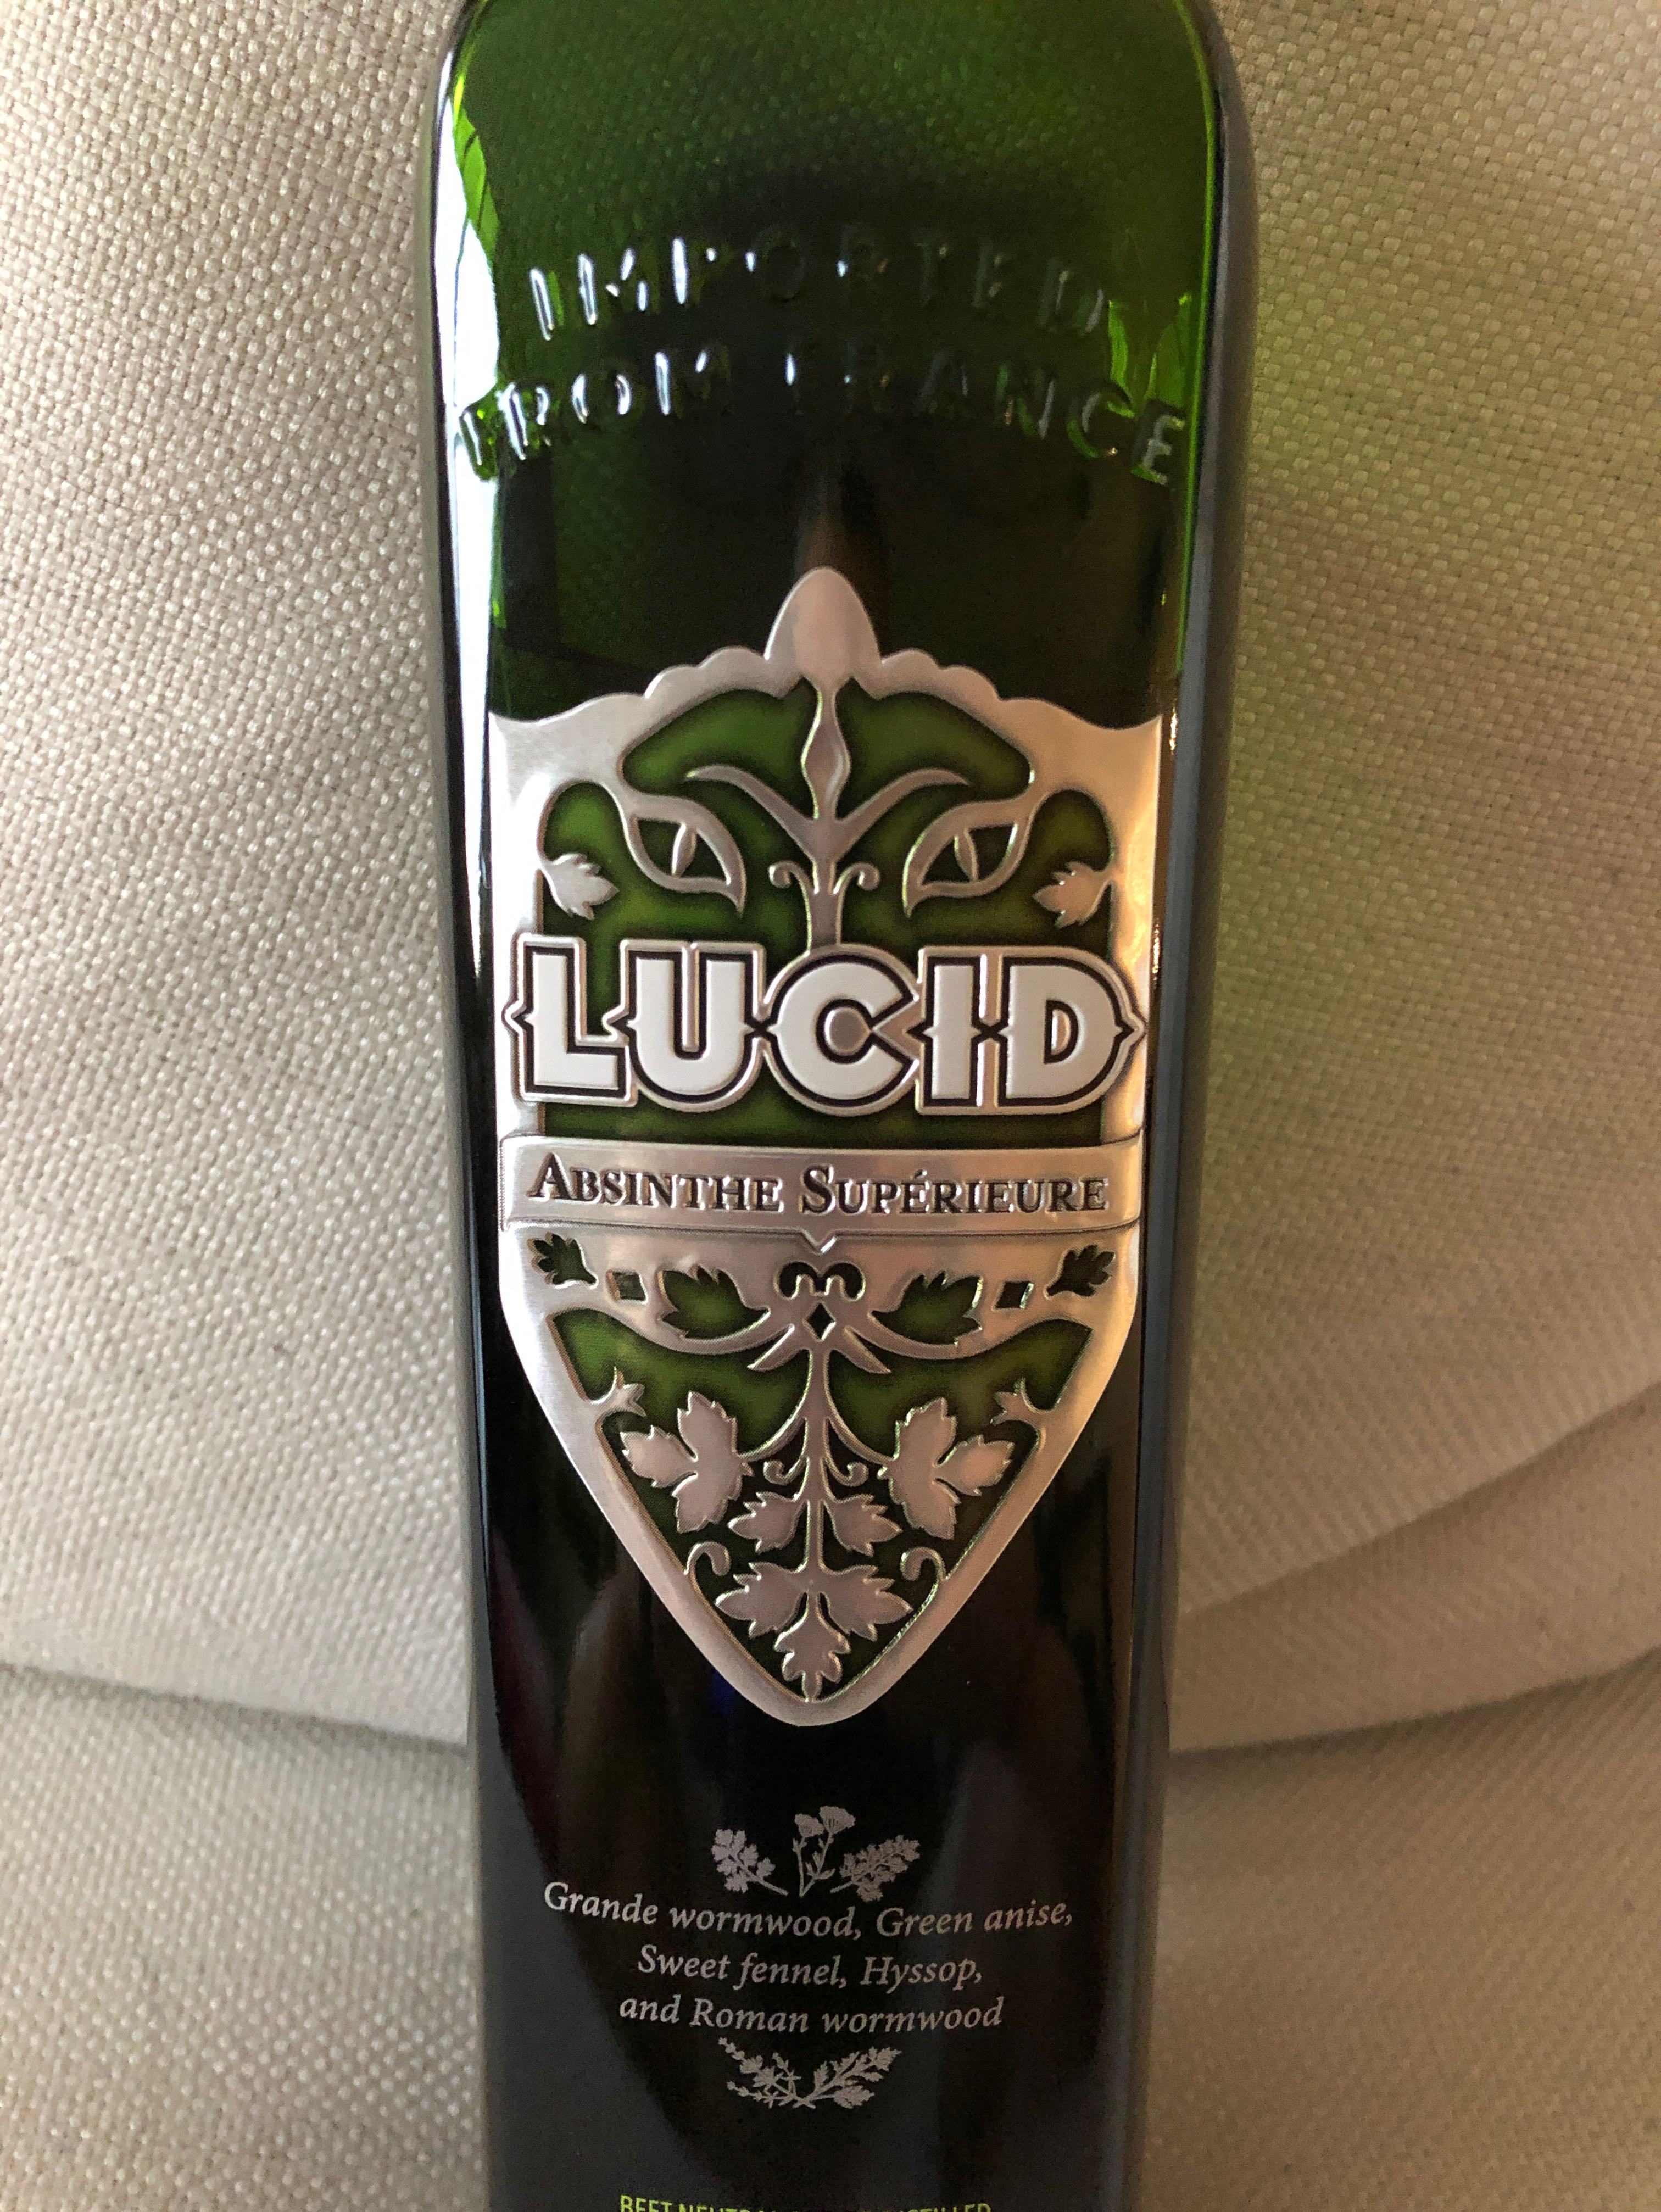 IMPORTED
FROM FRANCE
LUCID
ABSINTHE SUPÉRIEURE
Grande wormwood, Green anise,
Sweet fennel, Hyssop,
and Roman wormwood